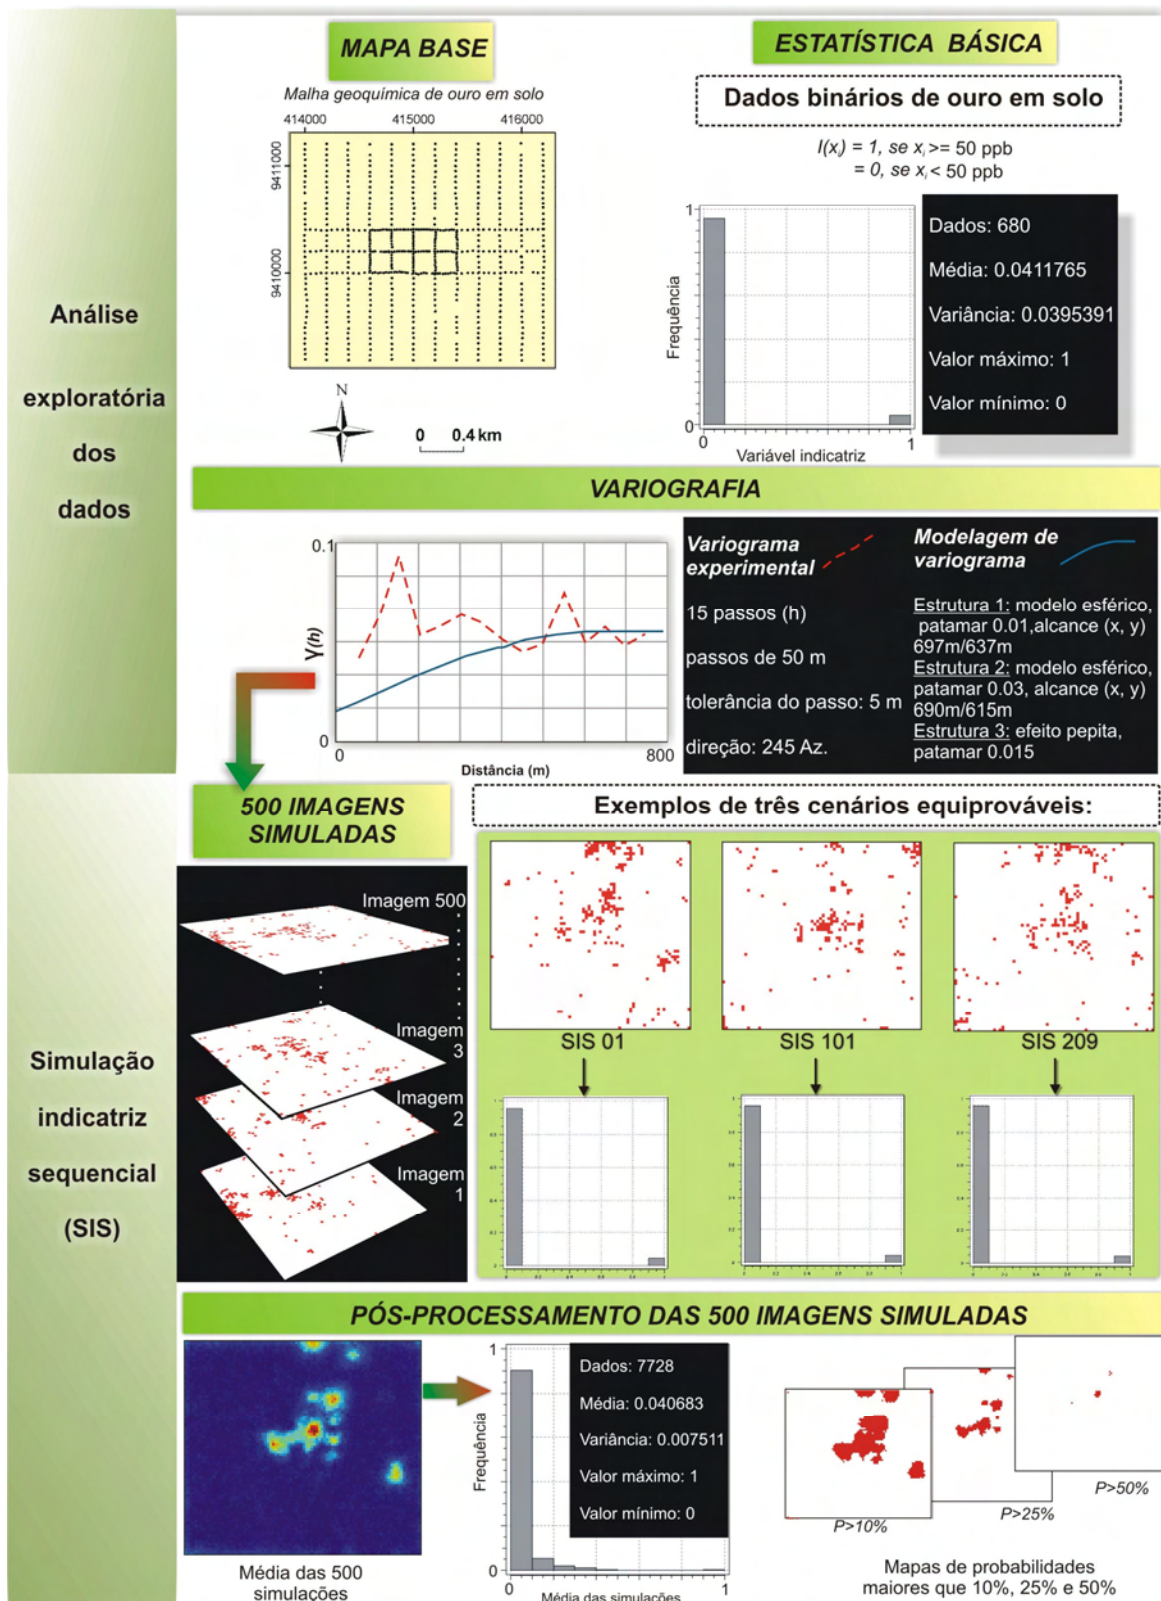 MAPA BASE
Malha geoquímica de ouro em solo
414000 415000 416000
9411000
9410000
N
0 0.4 km
ESTATÍSTICA BÁSICA
Dados binários de ouro em solo
I(xi) = 1, se xi >= 50 ppb
= 0, se xi < 50 ppb
1
Frequência
0
0 1
Variável indicatriz
Dados: 680
Média: 0.0411765
Variância: 0.0395391
Valor máximo: 1
Valor mínimo: 0
Análise
exploratória
dos
dados
VARIOGRAFIA
0.1
γ(h)
0
0 800
Distância (m)
Variograma
experimental
15 passos (h)
passos de 50 m
tolerância do passo: 5 m
direção: 245 Az.
Modelagem de
variograma
Estrutura 1: modelo esférico,
patamar 0.01,alcance (x, y)
697m/637m
Estrutura 2: modelo esférico,
patamar 0.03, alcance (x, y)
690m/615m
Estrutura 3: efeito pepita,
patamar 0.015
Simulação
indicatriz
sequencial
(SIS)
500 IMAGENS
SIMULADAS
Imagem 500
Imagem
3
Imagem
2
Imagem
1
Exemplos de três cenários equiprováveis:
SIS 01
SIS 101
SIS 209
PÓS-PROCESSAMENTO DAS 500 IMAGENS SIMULADAS
Média das 500
simulações
1
Frequência
0
0 1
Média das simulações
Dados: 7728
Média: 0.040683
Variância: 0.007511
Valor máximo: 1
Valor mínimo: 0
P>10%
P>25%
P>50%
Mapas de probabilidades
maiores que 10%, 25% e 50%